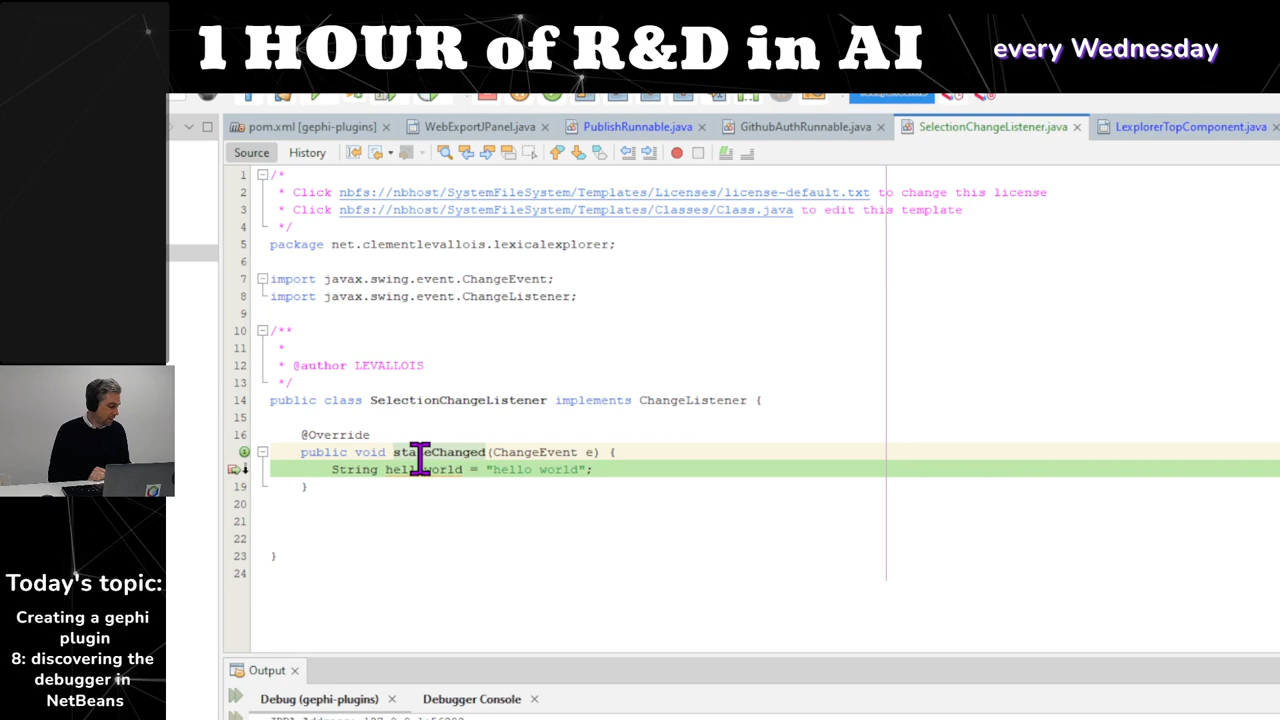 1 HOUR of R&D in AI
every Wednesday
pom.xml [gephi-plugins]
WebExportJPanel.java
PublishRunnable.java
GithubAuthRunnable.java
SelectionChangeListener.java
LexplorerTopComponent.java
Source
History
1 /*
2 * Click nbfs://nbhost/SystemFileSystem/Templates/Licenses/license-default.txt to change this license
3 * Click nbfs://nbhost/SystemFileSystem/Templates/Classes/Class.java to edit this template
4 */
5 package net.clementlevallois.lexicalexplorer;
6
7 import javax.swing.event.ChangeEvent;
8 import javax.swing.event.ChangeListener;
9
10 /**
11 *
12 * @author LEVALLOIS
13 */
14 public class SelectionChangeListener implements ChangeListener {
15
16 @Override
public void stateChanged(ChangeEvent e) {
String helloworld = "hello world";
19 }
20
21
22
23 }
24
Today's topic:
Creating a gephi
plugin
8: discovering the
debugger in
NetBeans
Output
Debug (gephi-plugins)
Debugger Console